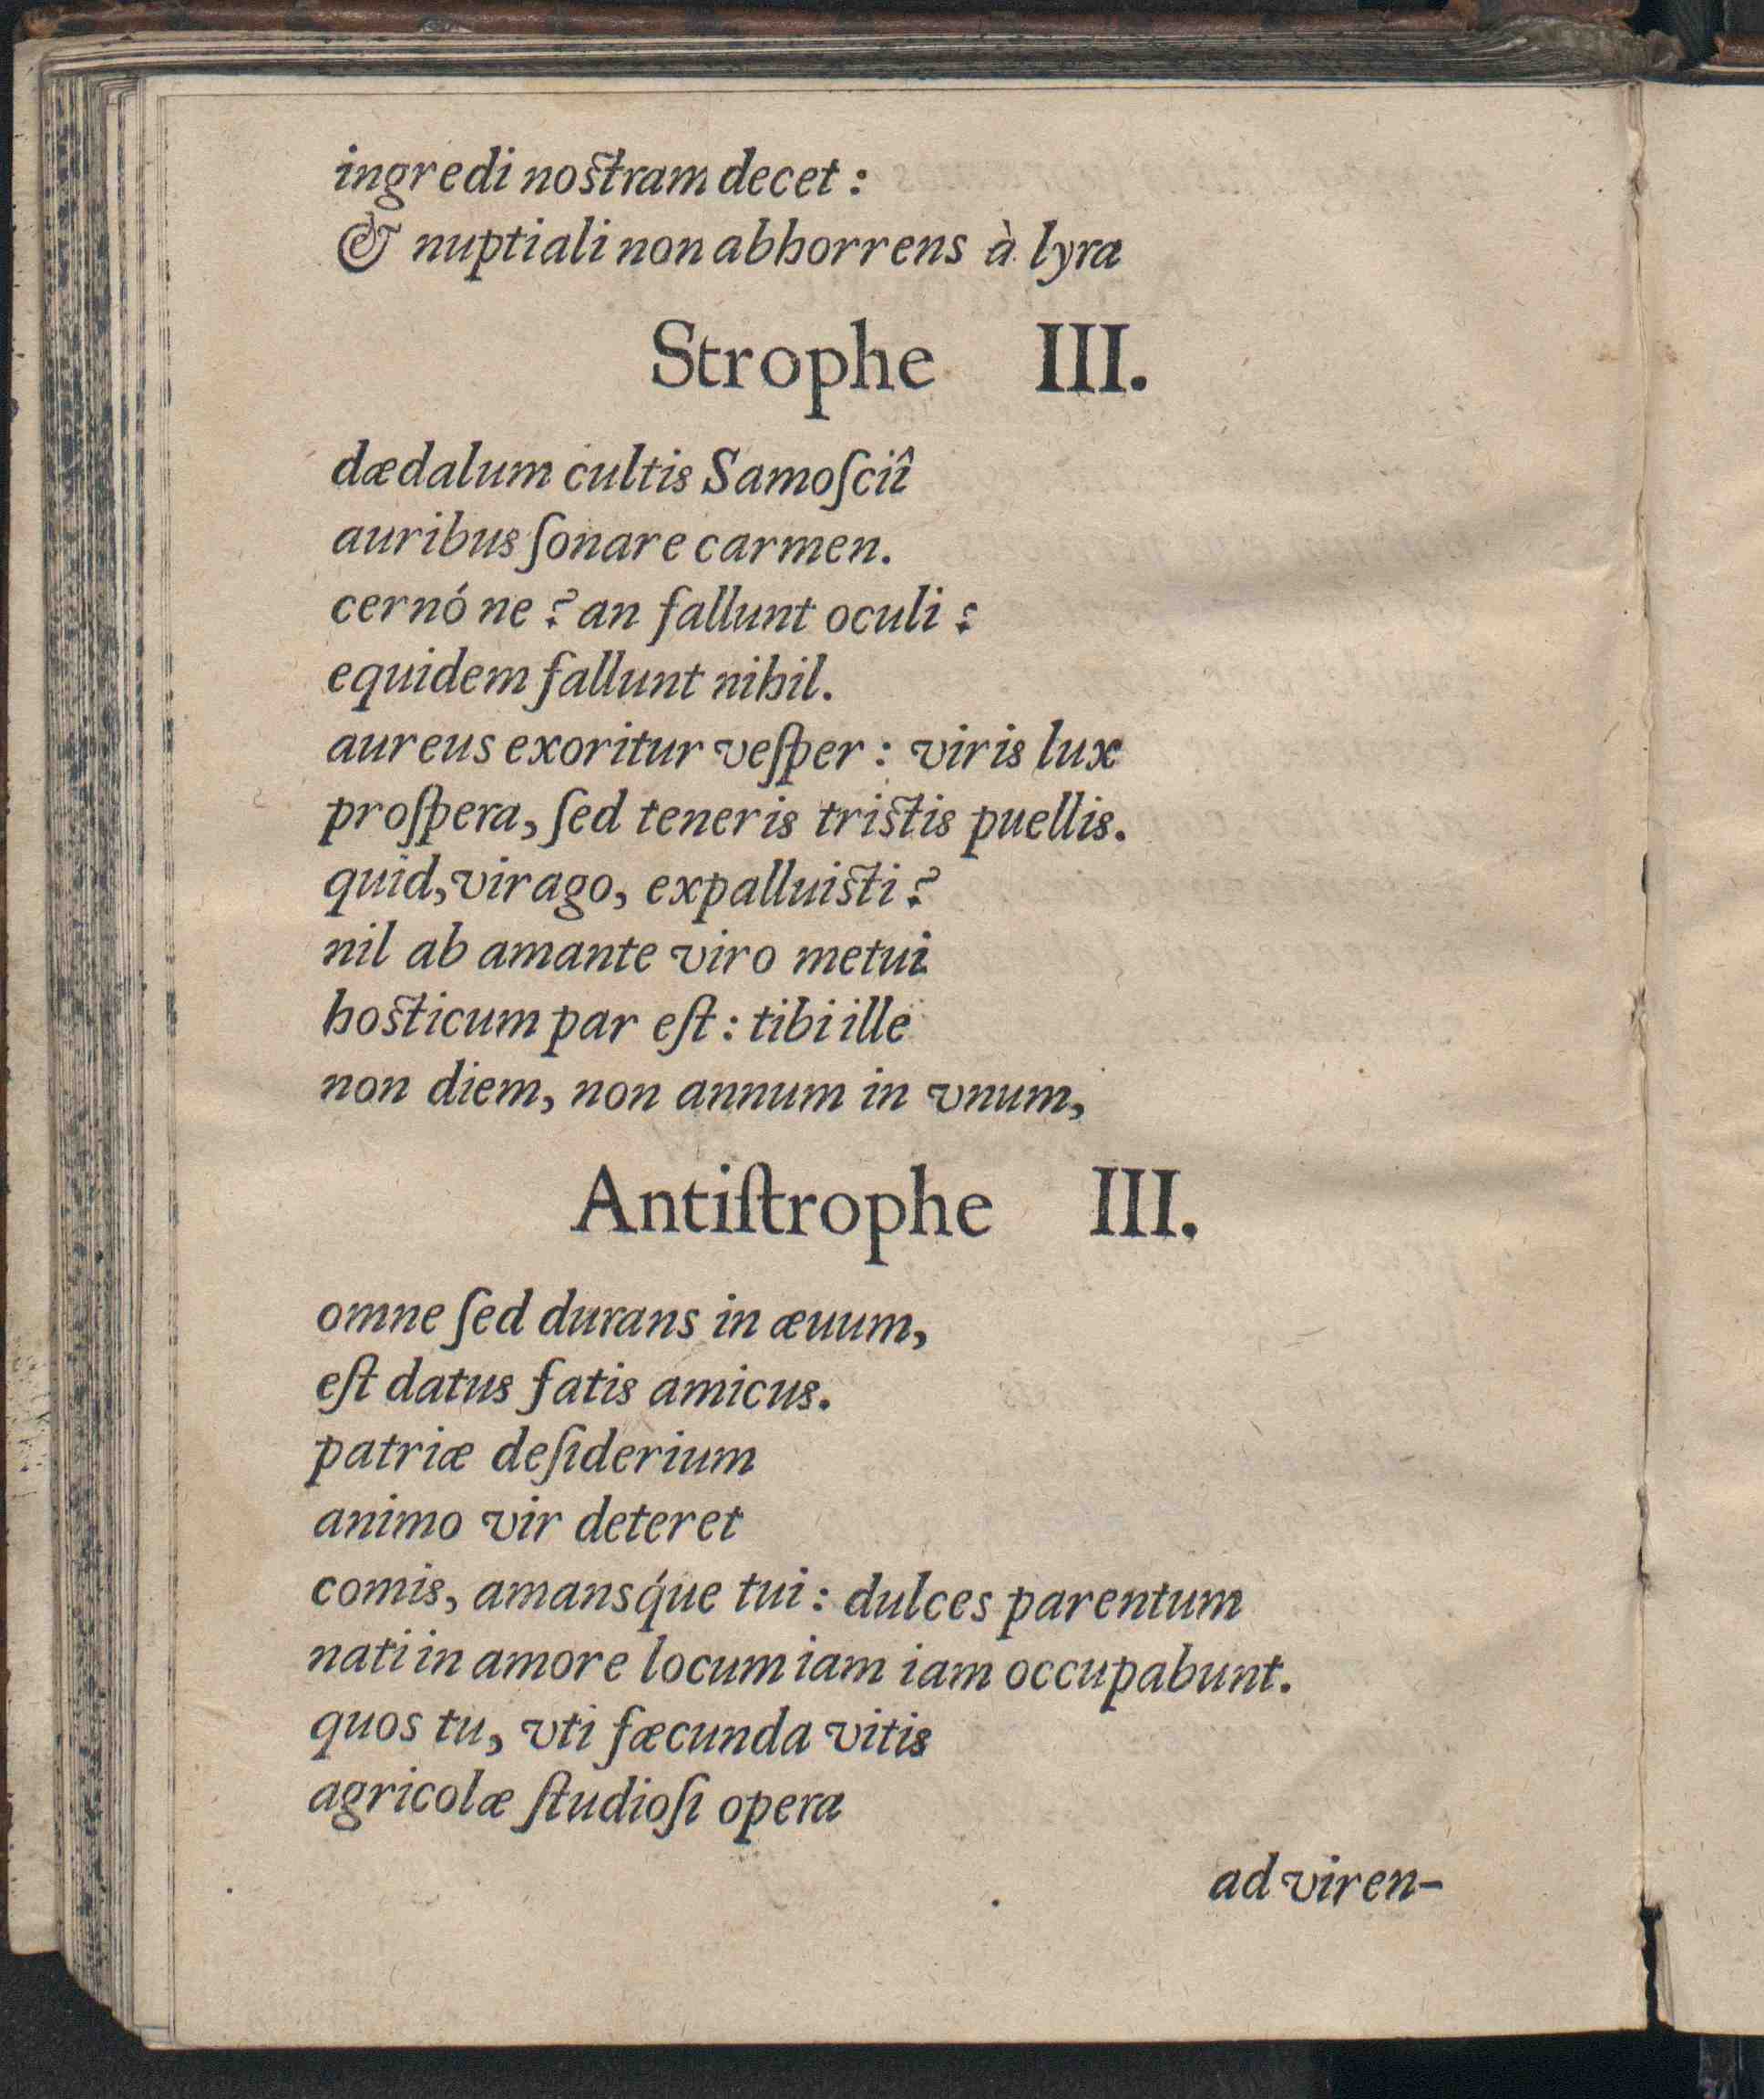 ingredi nostram decet :
& nuptiali non abhorrens à lyra
Strophe III.
dædalum cultis Samoſciî
auribus ſonare carmen.
cernó ne ? an fallunt oculi ?
equidem fallunt nihil.
aureus exoritur veſper : viris lux
proſpera, ſed teneris tristis puellis.
quid, virago, expalluisti ?
nil ab amante viro metui
hosticum par eſt : tibi ille
non diem, non annum in vnum,
Antiſtrophe III.
omne ſed durans in æuum,
eſt datus fatis amicus.
patriæ deſiderium
animo vir deteret
comis, amansq́ue tui : dulces parentum
nati in amore locum iam iam occupabunt.
quos tu, vti fæcunda vitis
agricolæ ſtudioſi opera
ad viren-